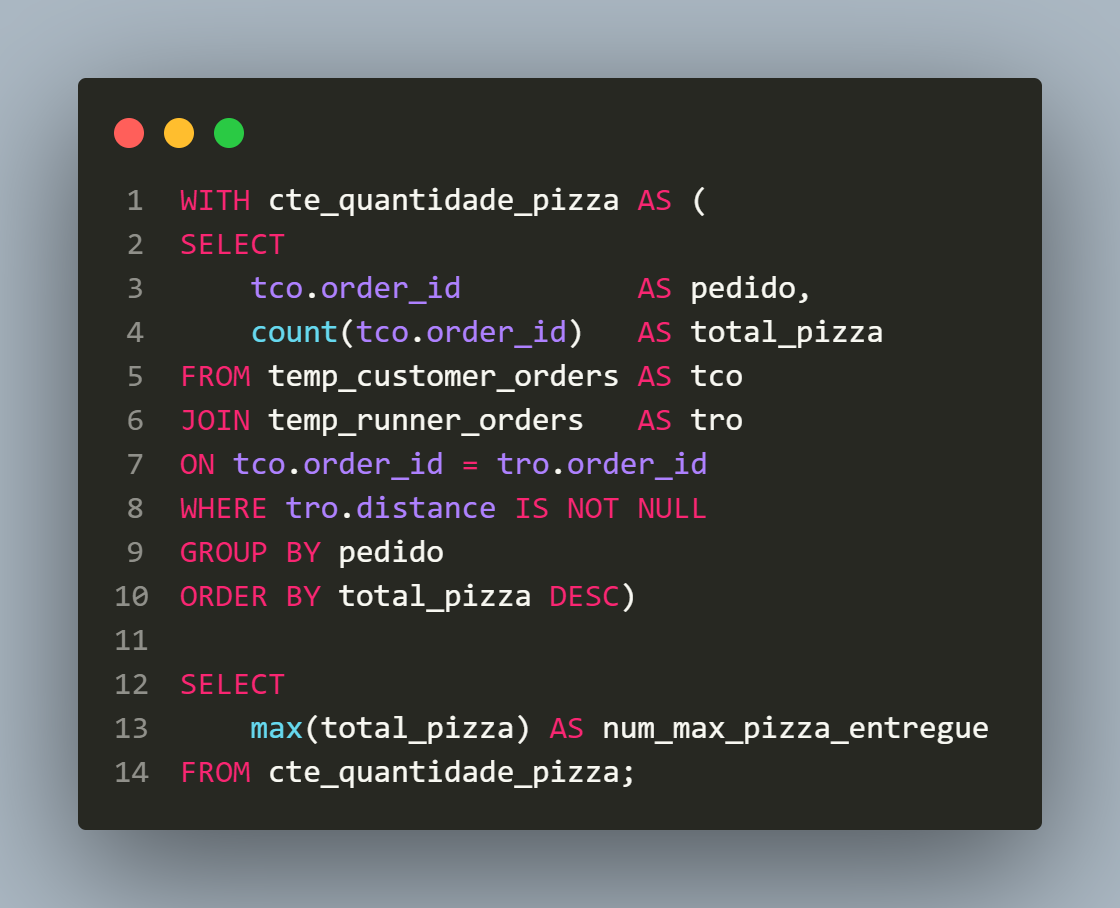 1 WITH cte_quantidade_pizza AS (
2 SELECT
3     tco.order_id          AS pedido,
4     count(tco.order_id)   AS total_pizza
5 FROM temp_customer_orders AS tco
6 JOIN temp_runner_orders   AS tro
7 ON tco.order_id = tro.order_id
8 WHERE tro.distance IS NOT NULL
9 GROUP BY pedido
10 ORDER BY total_pizza DESC)
11
12 SELECT
13     max(total_pizza) AS num_max_pizza_entregue
14 FROM cte_quantidade_pizza;